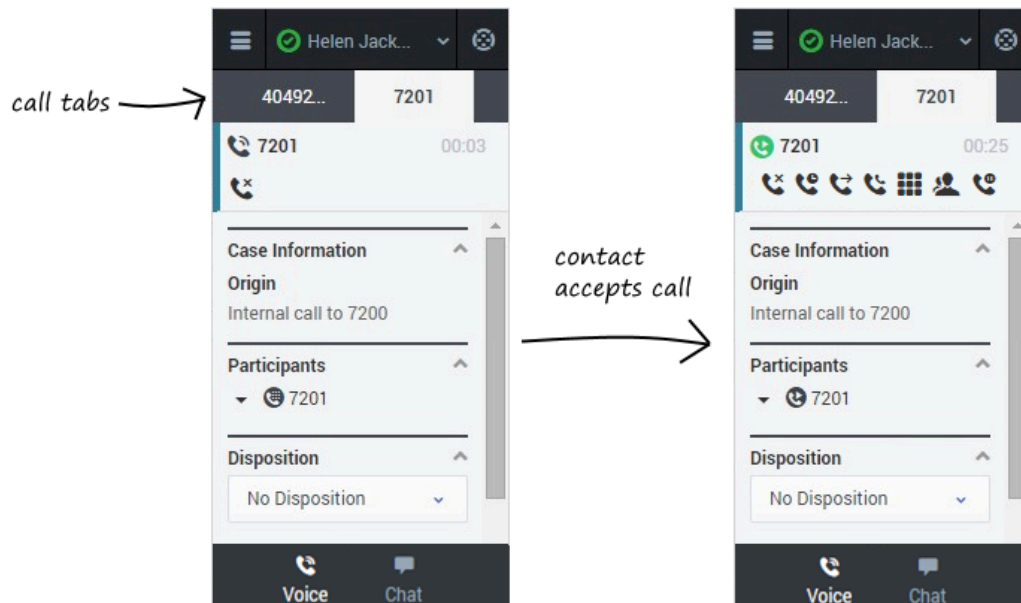 Helen Jack...
40492...
7201
call tabs
7201
00:03
Case Information
Origin
Internal call to 7200
Participants
7201
Disposition
No Disposition
Voice
Chat
contact
accepts call
Helen Jack...
40492...
7201
7201
00:25
Case Information
Origin
Internal call to 7200
Participants
7201
Disposition
No Disposition
Voice
Chat